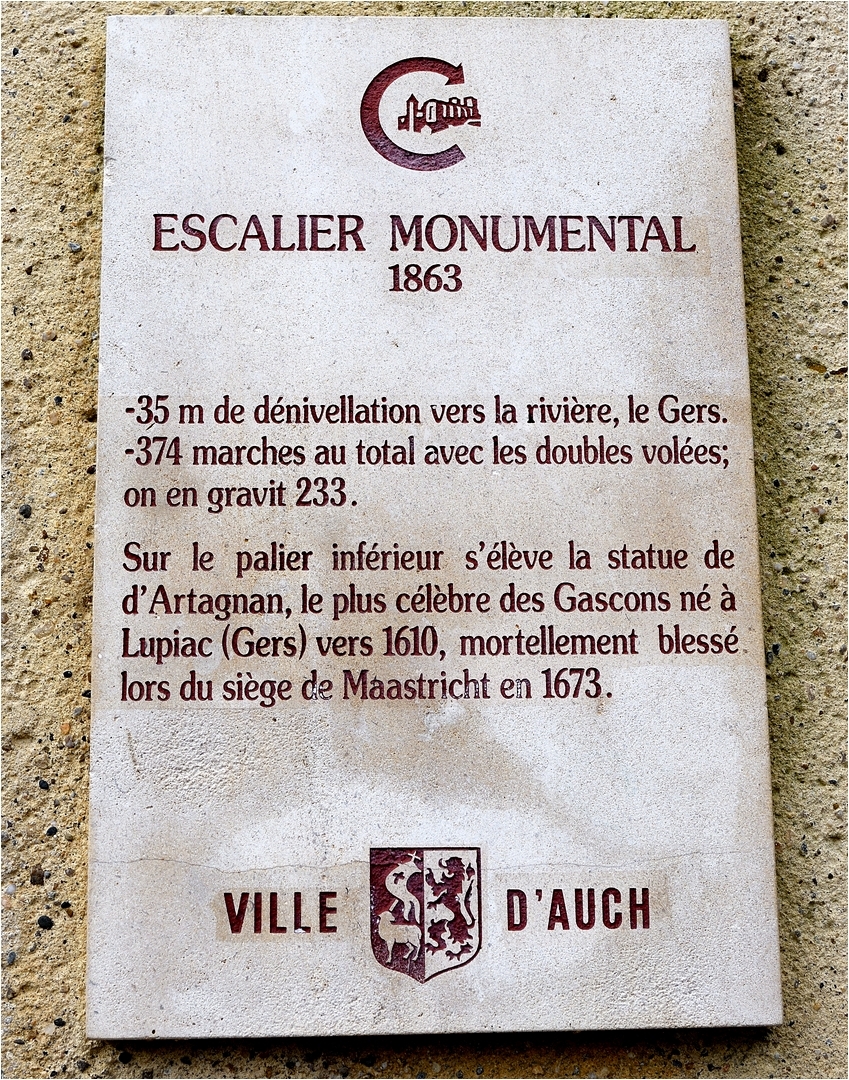 ESCALIER MONUMENTAL
1863
-35 m de dénivellation vers la rivière, le Gers.
-374 marches au total avec les doubles volées;
on en gravit 233.
Sur le palier inférieur s'élève la statue de
d'Artagnan, le plus célèbre des Gascons né à
Lupiac (Gers) vers 1610, mortellement blessé
lors du siège de Maastricht en 1673.
VILLE D'AUCH